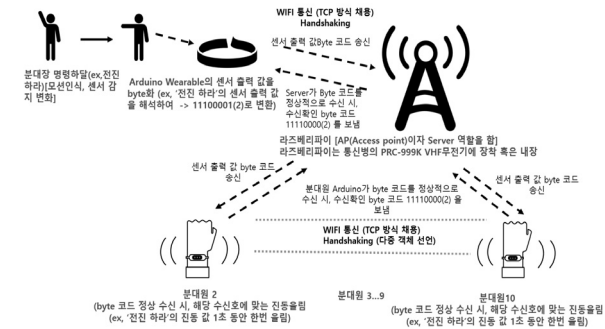 WIFI 통신 (TCP 방식 채용)
Handshaking
센서 출력 값Byte 코드 송신
분대장 명령하달(ex,전진
하라)[모션인식, 센서 감
지 변화]
Arduino Wearable의 센서 출력 값을
byte화 (ex, '전진 하라'의 센서 출력 값
을 해석하여 -> 11100001(2)로 변환)
Server가 Byte 코드를
정상적으로 수신 시,
수신확인 byte 코드
11110000(2) 를 보냄
라즈베리파이 [AP(Access point)이자 Server 역할을 함]
라즈베리파이는 통신병의 PRC-999K VHF무전기에 장착 혹은 내장
센서 출력 값 byte 코드
송신
센서 출력 값 byte 코드
송신
분대원 Arduino가 byte 코드를 정상적으로
수신 시, 수신확인 byte 코드 11110000(2) 을
보냄
WIFI 통신 (TCP 방식 채용)
Handshaking (다중 객체 선언)
분대원 2
(byte 코드 정상 수신 시, 해당 수신호에 맞는 진동울림
(ex, '전진 하라'의 진동 값 1초 동안 한번 울림)
분대원 3...9
분대원10
(byte 코드 정상 수신 시, 해당 수신호에 맞는 진동울림
(ex, '전진 하라'의 진동 값 1초 동안 한번 울림)